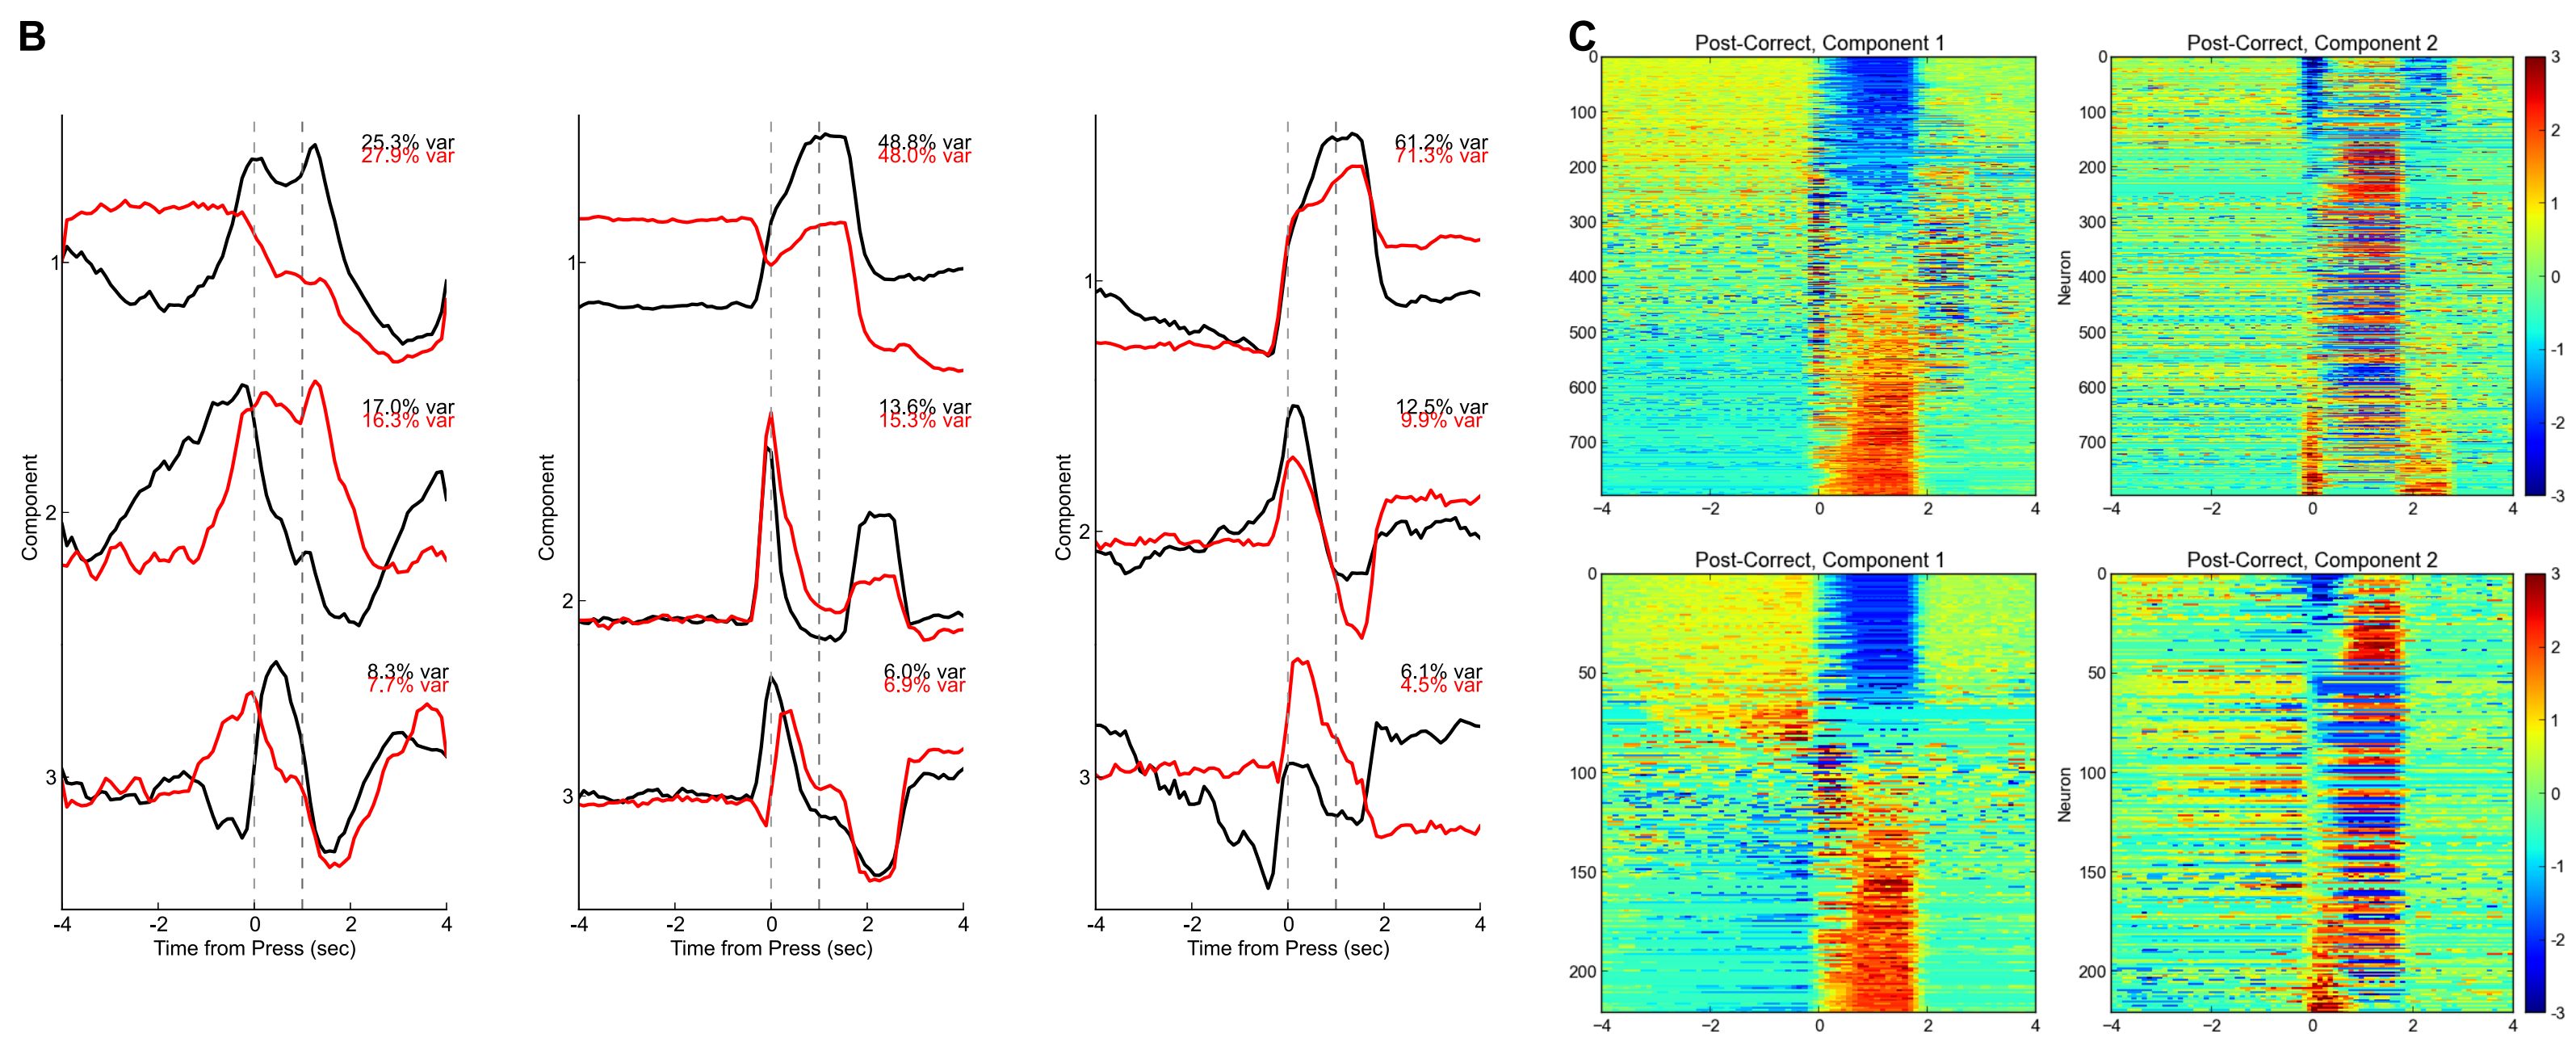 B
25.3% var
27.9% var
1
17.0% var
16.3% var
2
8.3% var
7.7% var
3
Component
-4 -2 0 2 4
Time from Press (sec)
48.8% var
48.0% var
1
13.6% var
15.3% var
2
6.0% var
6.9% var
3
Component
-4 -2 0 2 4
Time from Press (sec)
61.2% var
71.3% var
1
12.5% var
9.9% var
2
6.1% var
4.5% var
3
Component
-4 -2 0 2 4
Time from Press (sec)
C
Post-Correct, Component 1
0
100
200
300
400
500
600
700
−4 −2 0 2 4
Post-Correct, Component 2
0
100
200
300
400
500
600
700
Neuron
−4 −2 0 2 4
3
2
1
0
-1
-2
-3
Post-Correct, Component 1
0
50
100
150
200
−4 −2 0 2 4
Post-Correct, Component 2
0
50
100
150
200
Neuron
−4 −2 0 2 4
3
2
1
0
-1
-2
-3